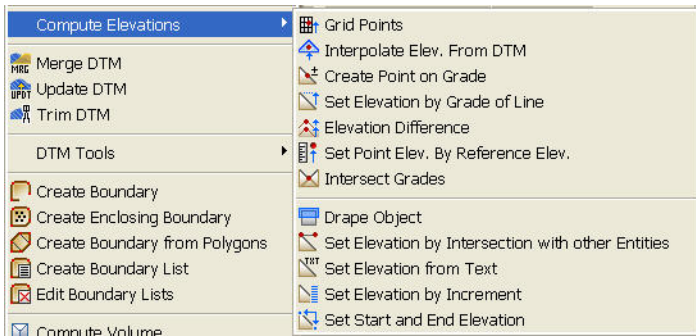 Compute Elevations
MRG Merge DTM
UPDT Update DTM
Trim DTM
DTM Tools
Create Boundary
Create Enclosing Boundary
Create Boundary from Polygons
Create Boundary List
Edit Boundary Lists
Compute Volume
Grid Points
Interpolate Elev. From DTM
Create Point on Grade
Set Elevation by Grade of Line
Elevation Difference
Set Point Elev. By Reference Elev.
Intersect Grades
Drape Object
Set Elevation by Intersection with other Entities
TXT Set Elevation from Text
Set Elevation by Increment
Set Start and End Elevation